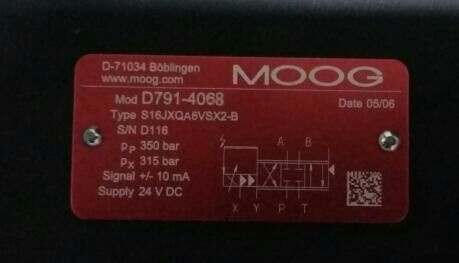 D-71034 Böblingen
www.moog.com
MOOG
Mod D791-4068
Date 05/06
Type S16JXQA6VSX2-B
S/N D116
pP 350 bar
pX 315 bar
Signal +/- 10 mA
Supply 24 V DC
A B
X Y P T